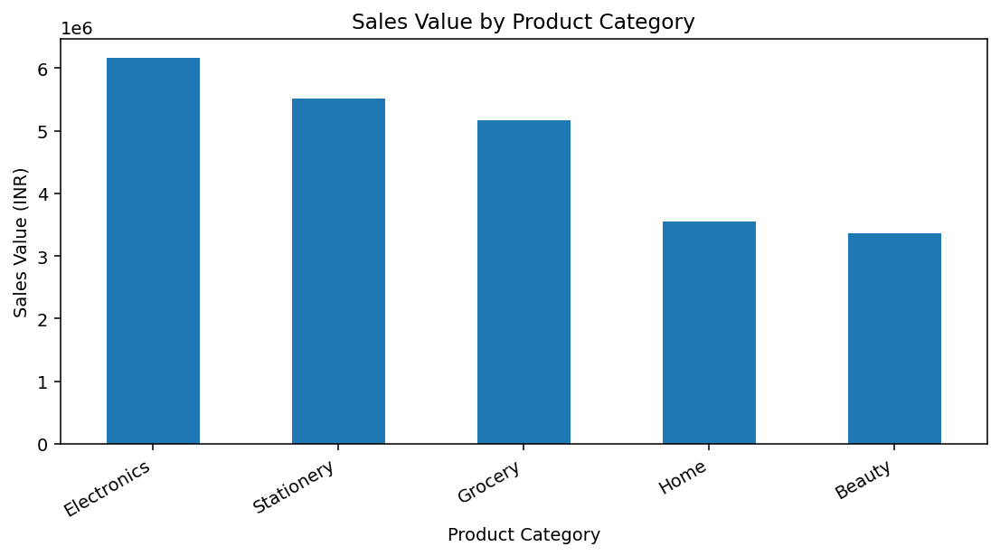 Sales Value by Product Category
1e6
6
5
4
3
2
1
0
Sales Value (INR)
Electronics
Stationery
Grocery
Home
Beauty
Product Category